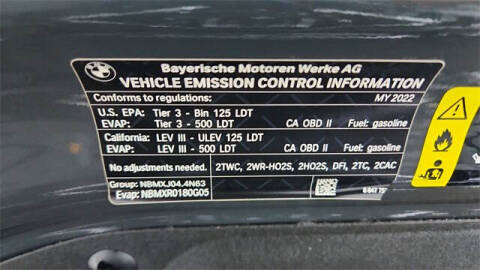 BMW
Bayerische Motoren Werke AG
VEHICLE EMISSION CONTROL INFORMATION
Conforms to regulations: MY 2022
U.S. EPA: Tier 3 - Bin 125 LDT
EVAP: Tier 3 - 500 LDT CA OBD II Fuel: gasoline
California: LEV III - ULEV 125 LDT
EVAP: LEV III - 500 LDT CA OBD II Fuel: gasoline
No adjustments needed. 2TWC, 2WR-HO2S, 2HO2S, DFI, 2TC, 2CAC
Group: NBMXJ04.4N63
Evap: NBMXR0180G05